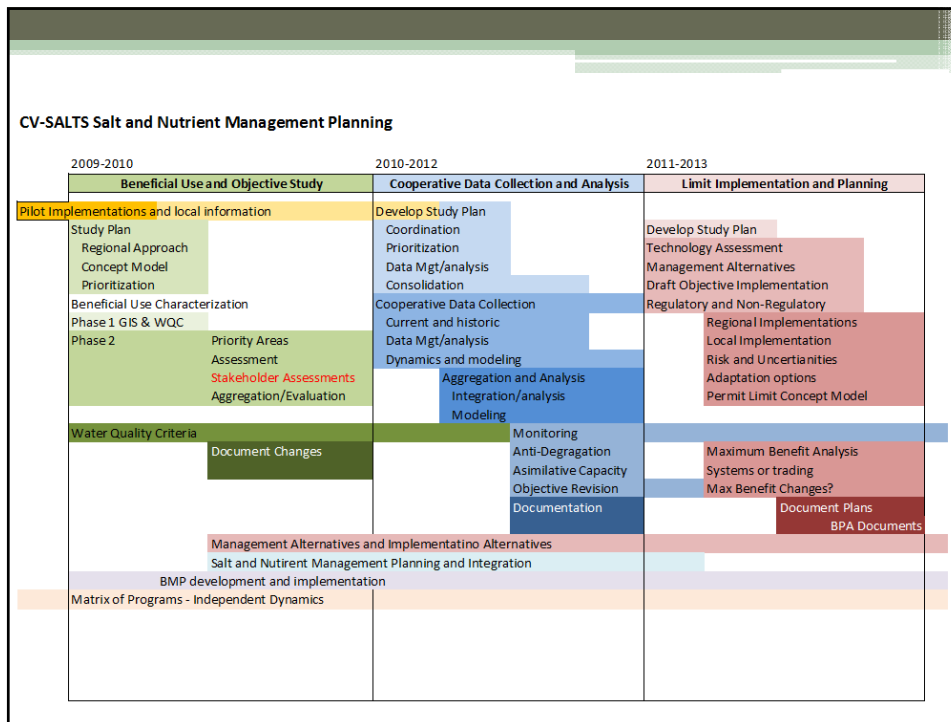 CV-SALTS Salt and Nutrient Management Planning
2009-2010 2010-2012 2011-2013
Beneficial Use and Objective Study Cooperative Data Collection and Analysis Limit Implementation and Planning
Pilot Implementations and local information Develop Study Plan
Study Plan Coordination Develop Study Plan
Regional Approach Prioritization Technology Assessment
Concept Model Data Mgt/analysis Management Alternatives
Prioritization Consolidation Draft Objective Implementation
Beneficial Use Characterization Cooperative Data Collection Regulatory and Non-Regulatory
Phase 1 GIS & WQC Current and historic Regional Implementations
Phase 2 Priority Areas Data Mgt/analysis Local Implementation
Assessment Dynamics and modeling Risk and Uncertianities
Stakeholder Assessments Aggregation and Analysis Adaptation options
Aggregation/Evaluation Integration/analysis Permit Limit Concept Model
Modeling
Water Quality Criteria Monitoring
Document Changes Anti-Degragation Maximum Benefit Analysis
Asimilative Capacity Systems or trading
Objective Revision Max Benefit Changes?
Documentation Document Plans
BPA Documents
Management Alternatives and Implementatino Alternatives
Salt and Nutirent Management Planning and Integration
BMP development and implementation
Matrix of Programs - Independent Dynamics